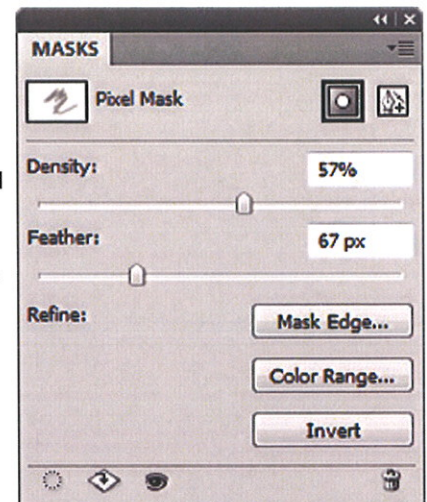 MASKS
Pixel Mask
Density: 57%
Feather: 67 px
Refine: Mask Edge...
Color Range...
Invert